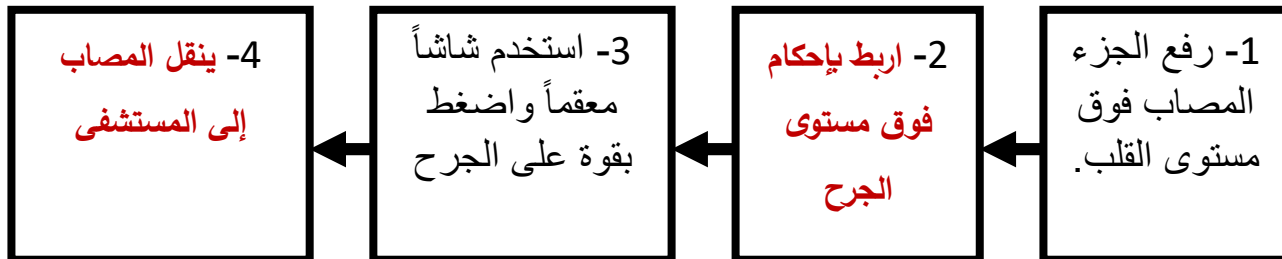 1- رفع الجزء
المصاب فوق
مستوى القلب.
2- اربط بإحكام
فوق مستوى
الجرح
3- استخدم شاشاً
معقماً واضغط
بقوة على الجرح
4- ينقل المصاب
إلى المستشفى